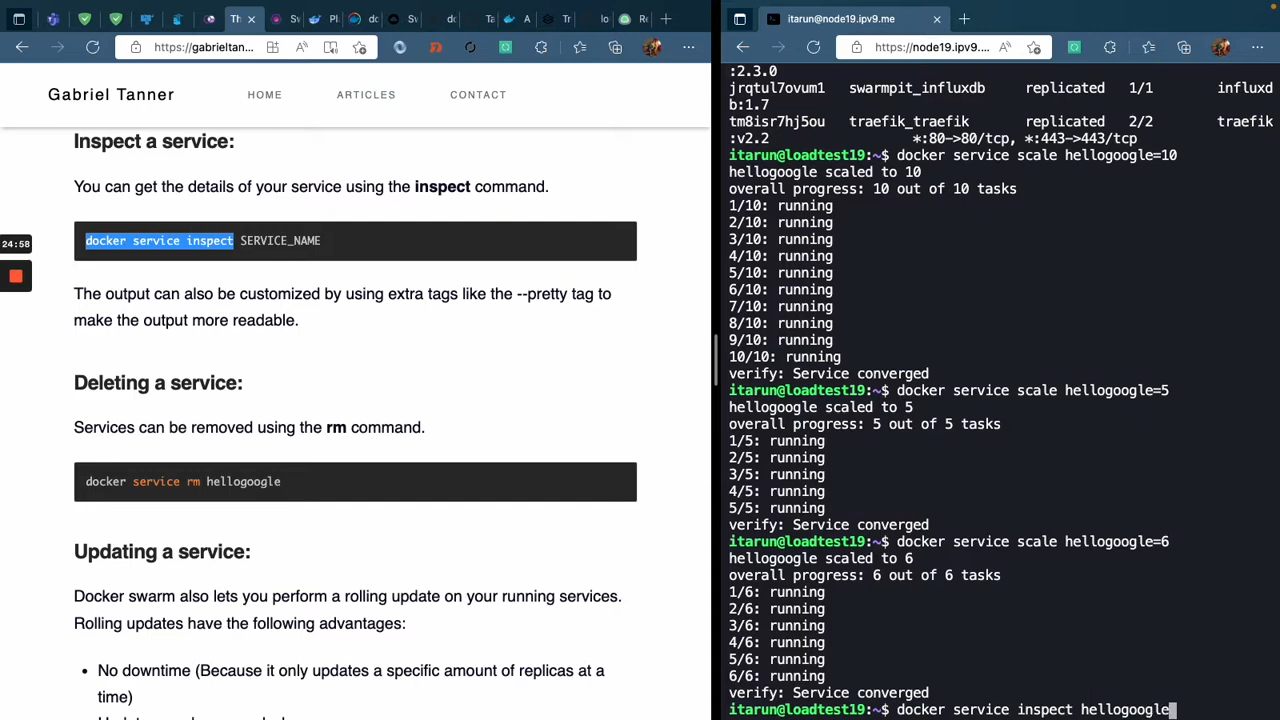 Th
Sw
Pl
do
Sv
do
Ta
A
Tr
lo
Re
https://gabrieltan...
Gabriel Tanner
HOME
ARTICLES
CONTACT
Inspect a service:
You can get the details of your service using the inspect command.
docker service inspect SERVICE_NAME
24:58
The output can also be customized by using extra tags like the --pretty tag to
make the output more readable.
Deleting a service:
Services can be removed using the rm command.
docker service rm hellogoogle
Updating a service:
Docker swarm also lets you perform a rolling update on your running services.
Rolling updates have the following advantages:
• No downtime (Because it only updates a specific amount of replicas at a
time)
itarun@node19.ipv9.me
https://node19.ipv9....
:2.3.0
jrqtul7ovum1 swarmpit_influxdb replicated 1/1 influxd
b:1.7
tm8isr7hj5ou traefik_traefik replicated 2/2 traefik
:v2.2 *:80->80/tcp, *:443->443/tcp
itarun@loadtest19:~$ docker service scale hellogoogle=10
hellogoogle scaled to 10
overall progress: 10 out of 10 tasks
1/10: running
2/10: running
3/10: running
4/10: running
5/10: running
6/10: running
7/10: running
8/10: running
9/10: running
10/10: running
verify: Service converged
itarun@loadtest19:~$ docker service scale hellogoogle=5
hellogoogle scaled to 5
overall progress: 5 out of 5 tasks
1/5: running
2/5: running
3/5: running
4/5: running
5/5: running
verify: Service converged
itarun@loadtest19:~$ docker service scale hellogoogle=6
hellogoogle scaled to 6
overall progress: 6 out of 6 tasks
1/6: running
2/6: running
3/6: running
4/6: running
5/6: running
6/6: running
verify: Service converged
itarun@loadtest19:~$ docker service inspect hellogoogle